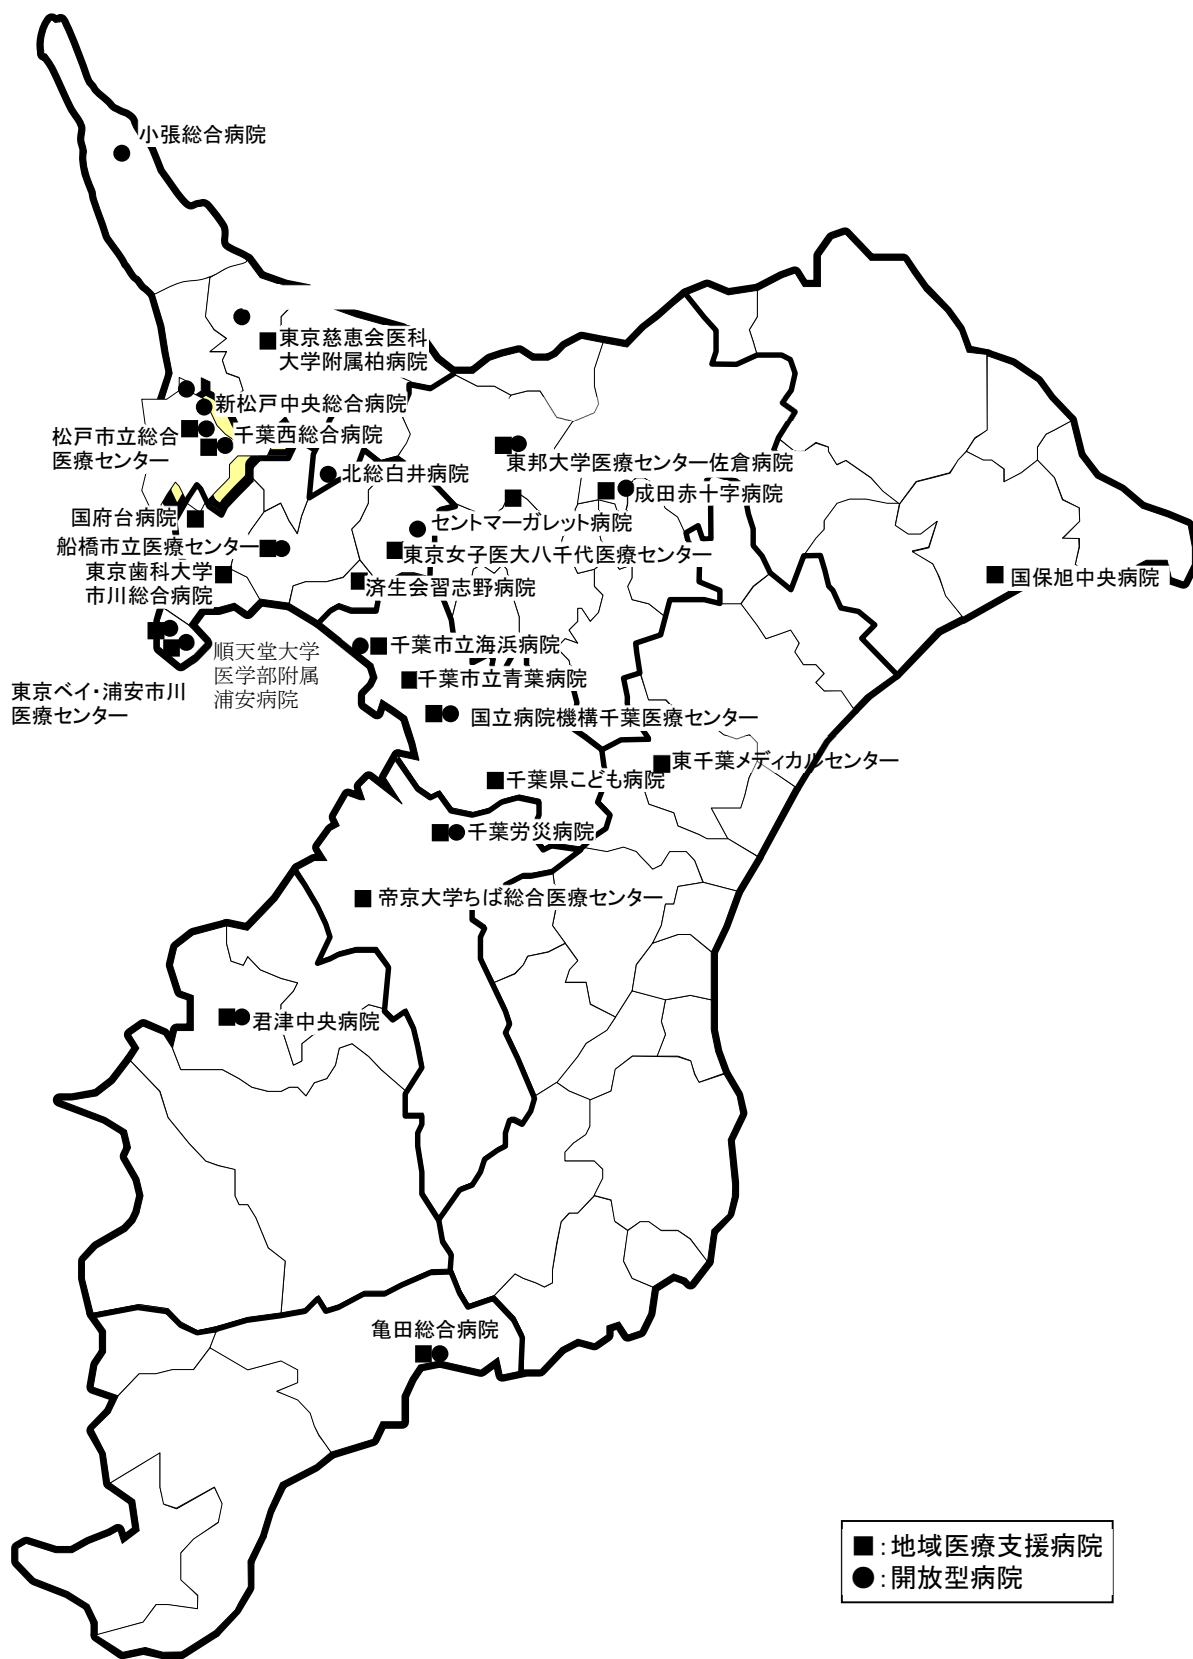 小張総合病院
東京慈恵会医科
大学附属柏病院
新松戸中央総合病院
千葉西総合病院
松戸市立総合
医療センター
北総白井病院
東邦大学医療センター佐倉病院
成田赤十字病院
国府台病院
セントマーガレット病院
船橋市立医療センター
東京女子医大八千代医療センター
東京歯科大学
市川総合病院
済生会習志野病院
国保旭中央病院
千葉市立海浜病院
順天堂大学
医学部附属
浦安病院
千葉市立青葉病院
東京ベイ・浦安市川
医療センター
国立病院機構千葉医療センター
東千葉メディカルセンター
千葉県こども病院
千葉労災病院
帝京大学ちば総合医療センター
君津中央病院
亀田総合病院
■：地域医療支援病院
●：開放型病院